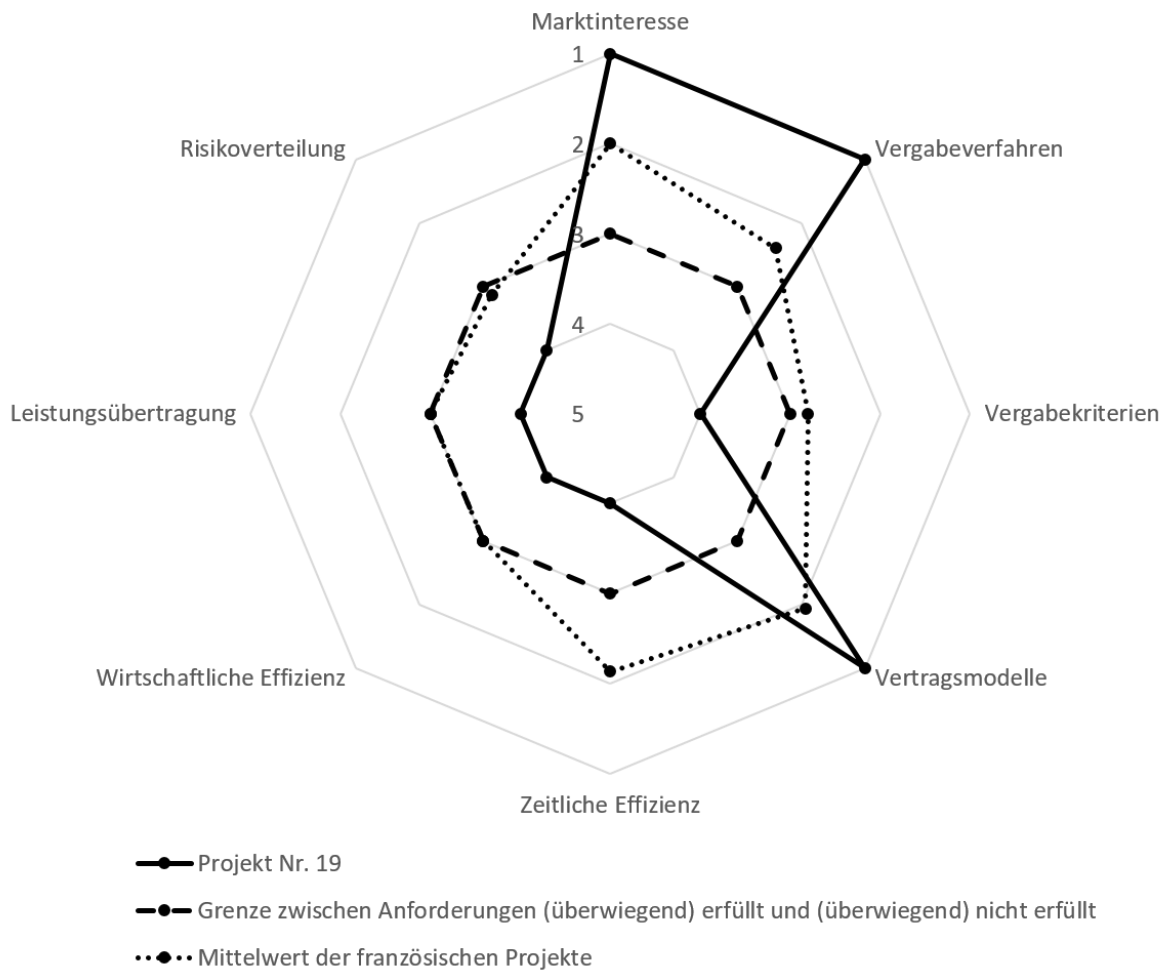 Marktinteresse
1
Risikoverteilung
2
Vergabeverfahren
3
4
Leistungsübertragung
5
Vergabekriterien
Wirtschaftliche Effizienz
Vertragsmodelle
Zeitliche Effizienz
Projekt Nr. 19
Grenze zwischen Anforderungen (überwiegend) erfüllt und (überwiegend) nicht erfüllt
Mittelwert der französischen Projekte